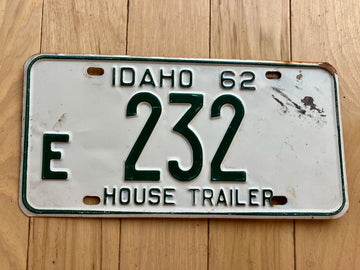 IDAHO 62
E 232
HOUSE TRAILER